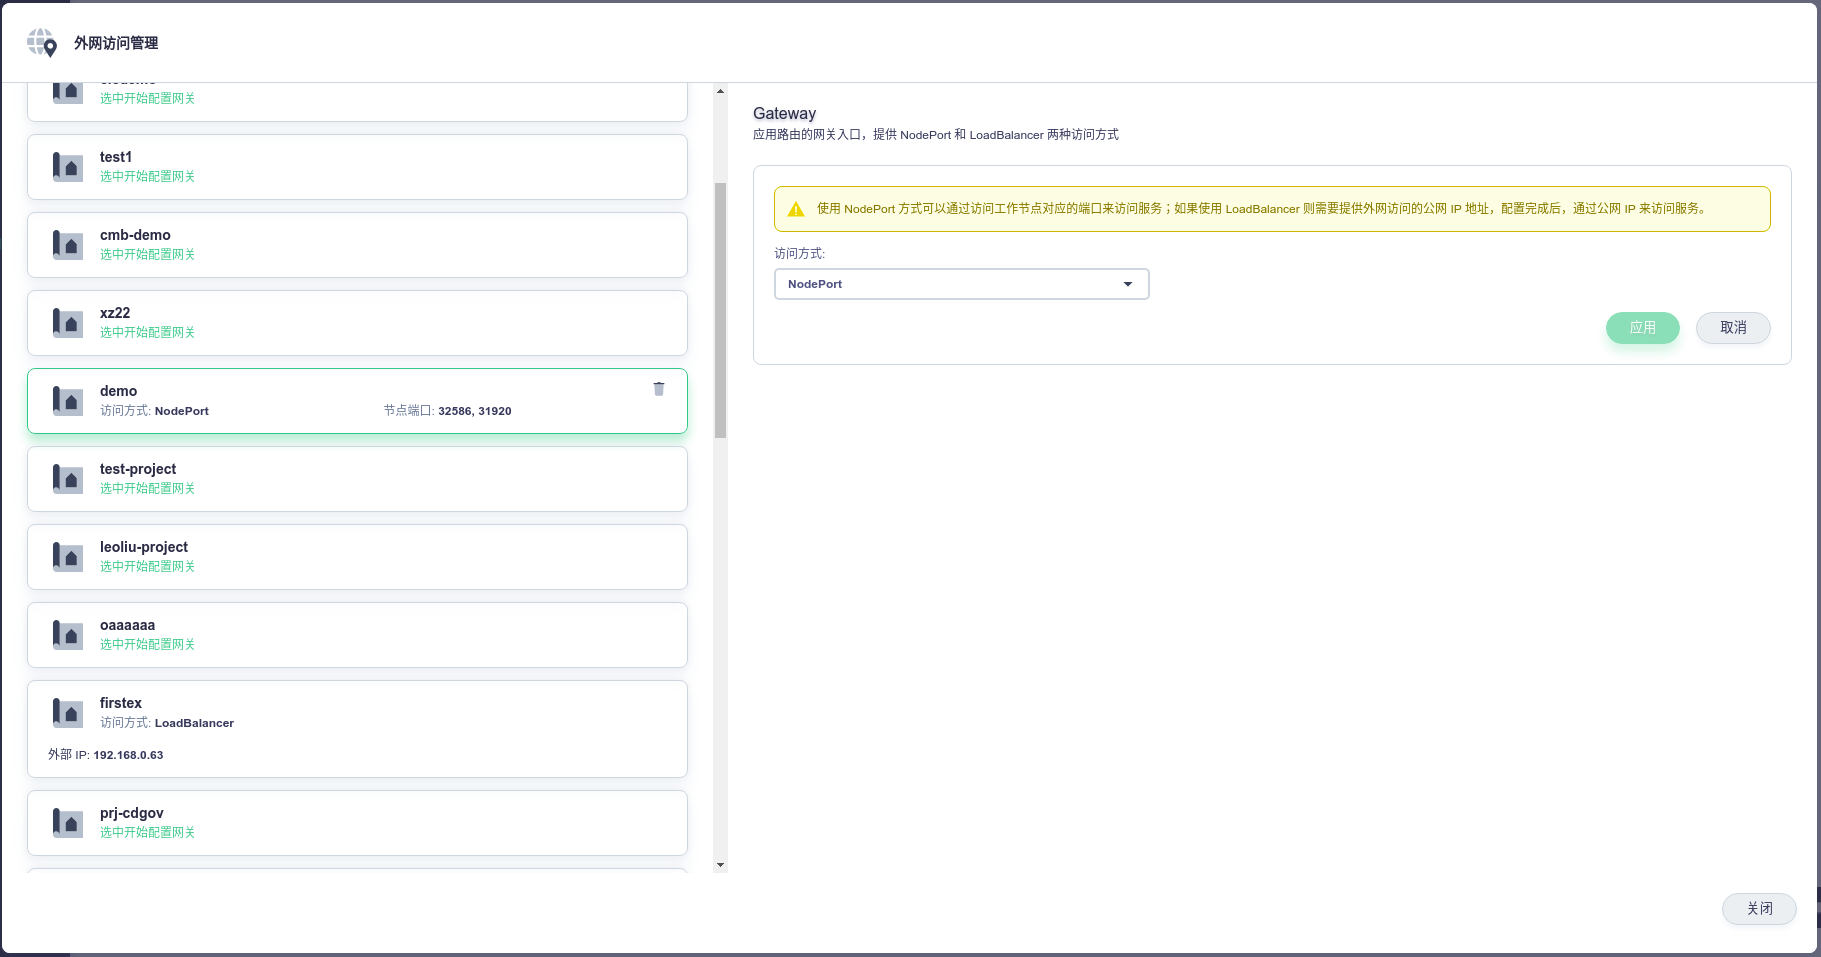 外网访问管理
选中开始配置网关
test1
选中开始配置网关
cmb-demo
选中开始配置网关
xz22
选中开始配置网关
demo
访问方式: NodePort 节点端口: 32586, 31920
test-project
选中开始配置网关
leoliu-project
选中开始配置网关
oaaaaaa
选中开始配置网关
firstex
访问方式: LoadBalancer
外部 IP: 192.168.0.63
prj-cdgov
选中开始配置网关
Gateway
应用路由的网关入口，提供 NodePort 和 LoadBalancer 两种访问方式
使用 NodePort 方式可以通过访问工作节点对应的端口来访问服务；如果使用 LoadBalancer 则需要提供外网访问的公网 IP 地址，配置完成后，通过公网 IP 来访问服务。
访问方式:
NodePort
应用 取消
关闭